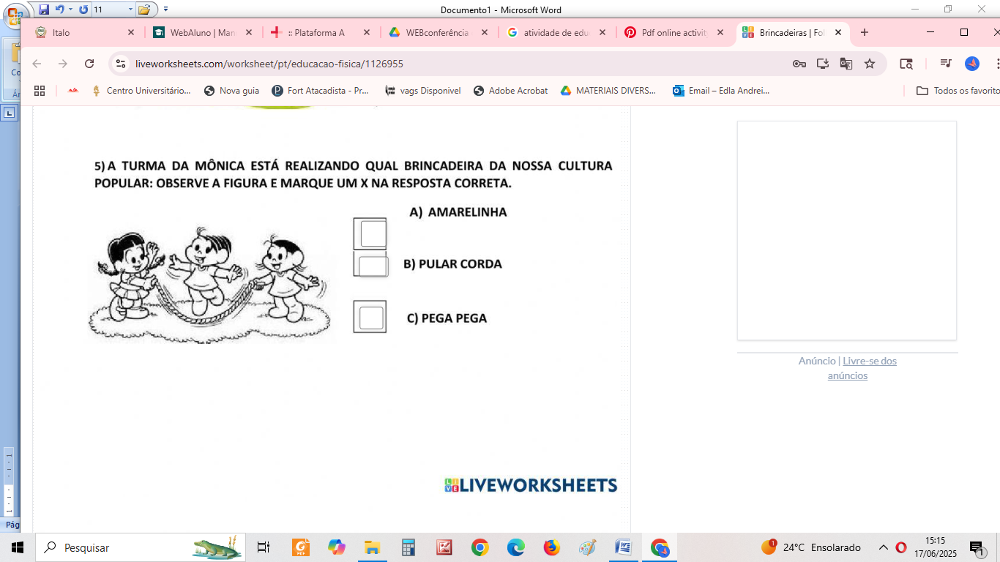 Documento1 - Microsoft Word
11
Italo
WebAluno | Man
:: Plataforma A
WEBconferência
atividade de edu
Pdf online activit
Brincadeiras | Fol
liveworksheets.com/worksheet/pt/educacao-fisica/1126955
Centro Universitário...
Nova guia
Fort Atacadista - Pr...
vags Disponivel
Adobe Acrobat
MATERIAIS DIVERS...
Email – Edla Andrei...
Todos os favorito
Co
Ár
5) A TURMA DA MÔNICA ESTÁ REALIZANDO QUAL BRINCADEIRA DA NOSSA CULTURA
POPULAR: OBSERVE A FIGURA E MARQUE UM X NA RESPOSTA CORRETA.
A) AMARELINHA
B) PULAR CORDA
C) PEGA PEGA
Anúncio | Livre-se dos
anúncios
LIVEWORKSHEETS
Pág
Pesquisar
24°C Ensolarado
15:15
17/06/2025